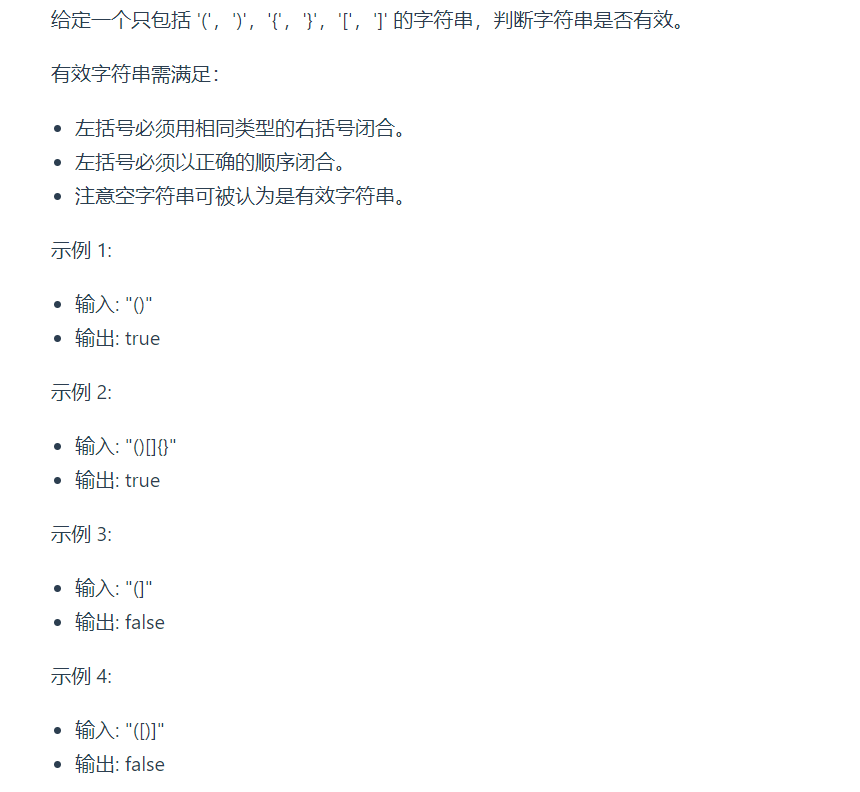 给定一个只包括 '('，')'，'{'，'}'，'['，']' 的字符串，判断字符串是否有效。
有效字符串需满足：
左括号必须用相同类型的右括号闭合。
左括号必须以正确的顺序闭合。
注意空字符串可被认为是有效字符串。
示例 1:
输入: "()"
输出: true
示例 2:
输入: "()[]{}"
输出: true
示例 3:
输入: "(]"
输出: false
示例 4:
输入: "([)]"
输出: false